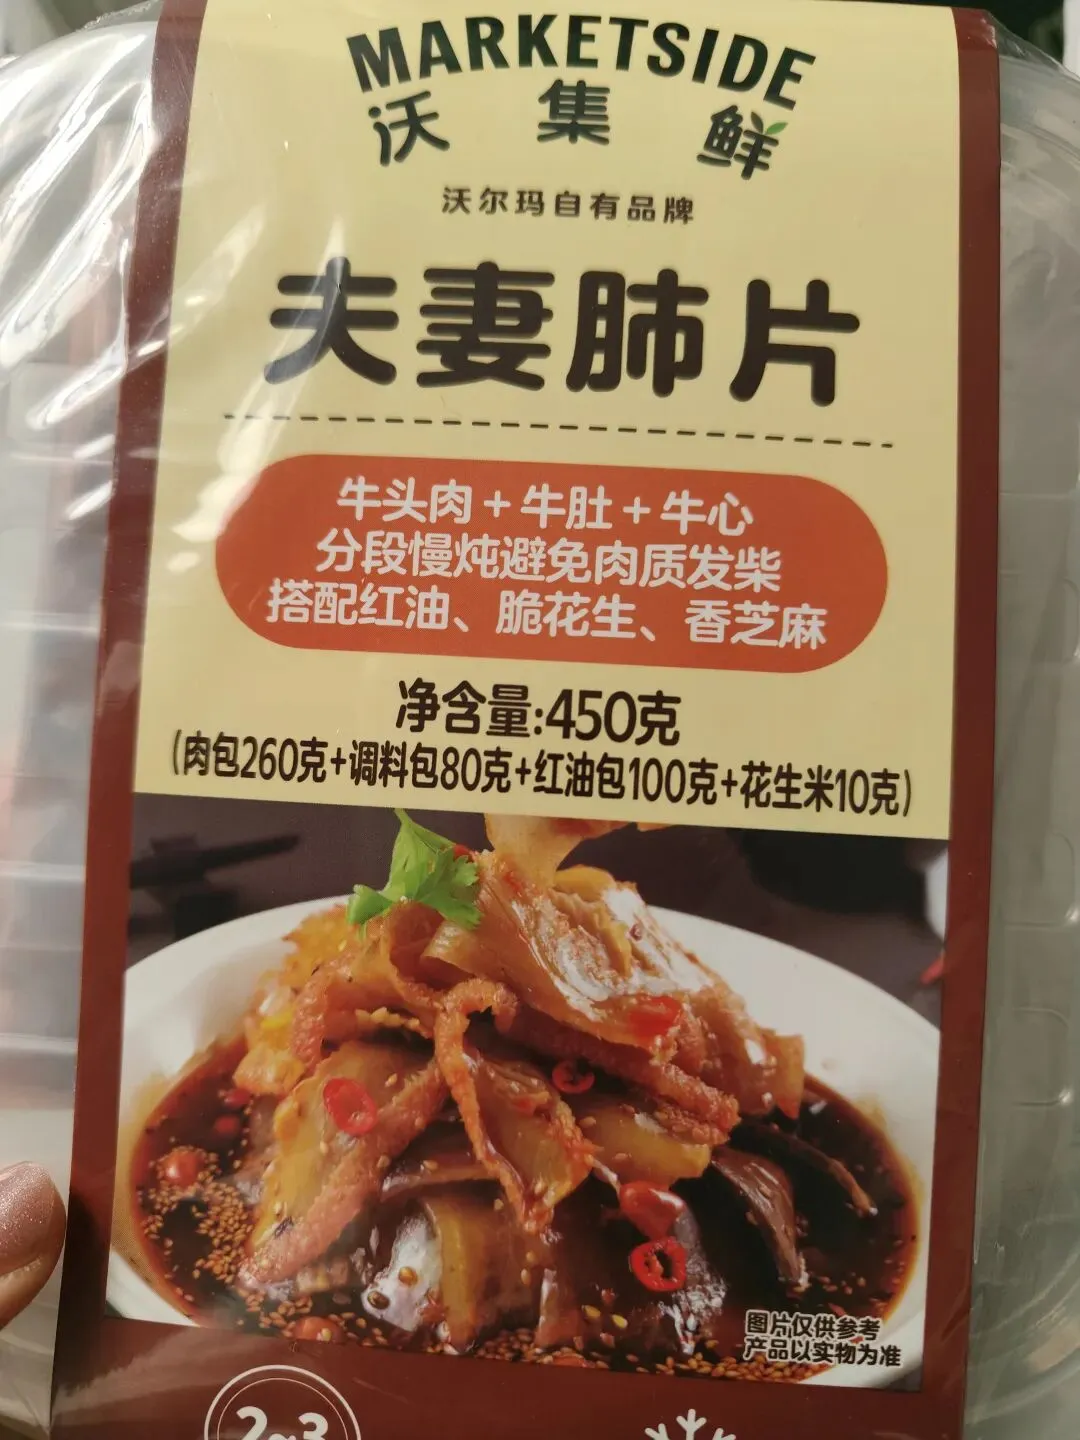 MARKETSIDE
沃集鲜
沃尔玛自有品牌
夫妻肺片
牛头肉+牛肚+牛心
分段慢炖避免肉质发柴
搭配红油、脆花生、香芝麻
净含量:450克
(肉包260克+调料包80克+红油包100克+花生米10克)
图片仅供参考
产品以实物为准
2~3